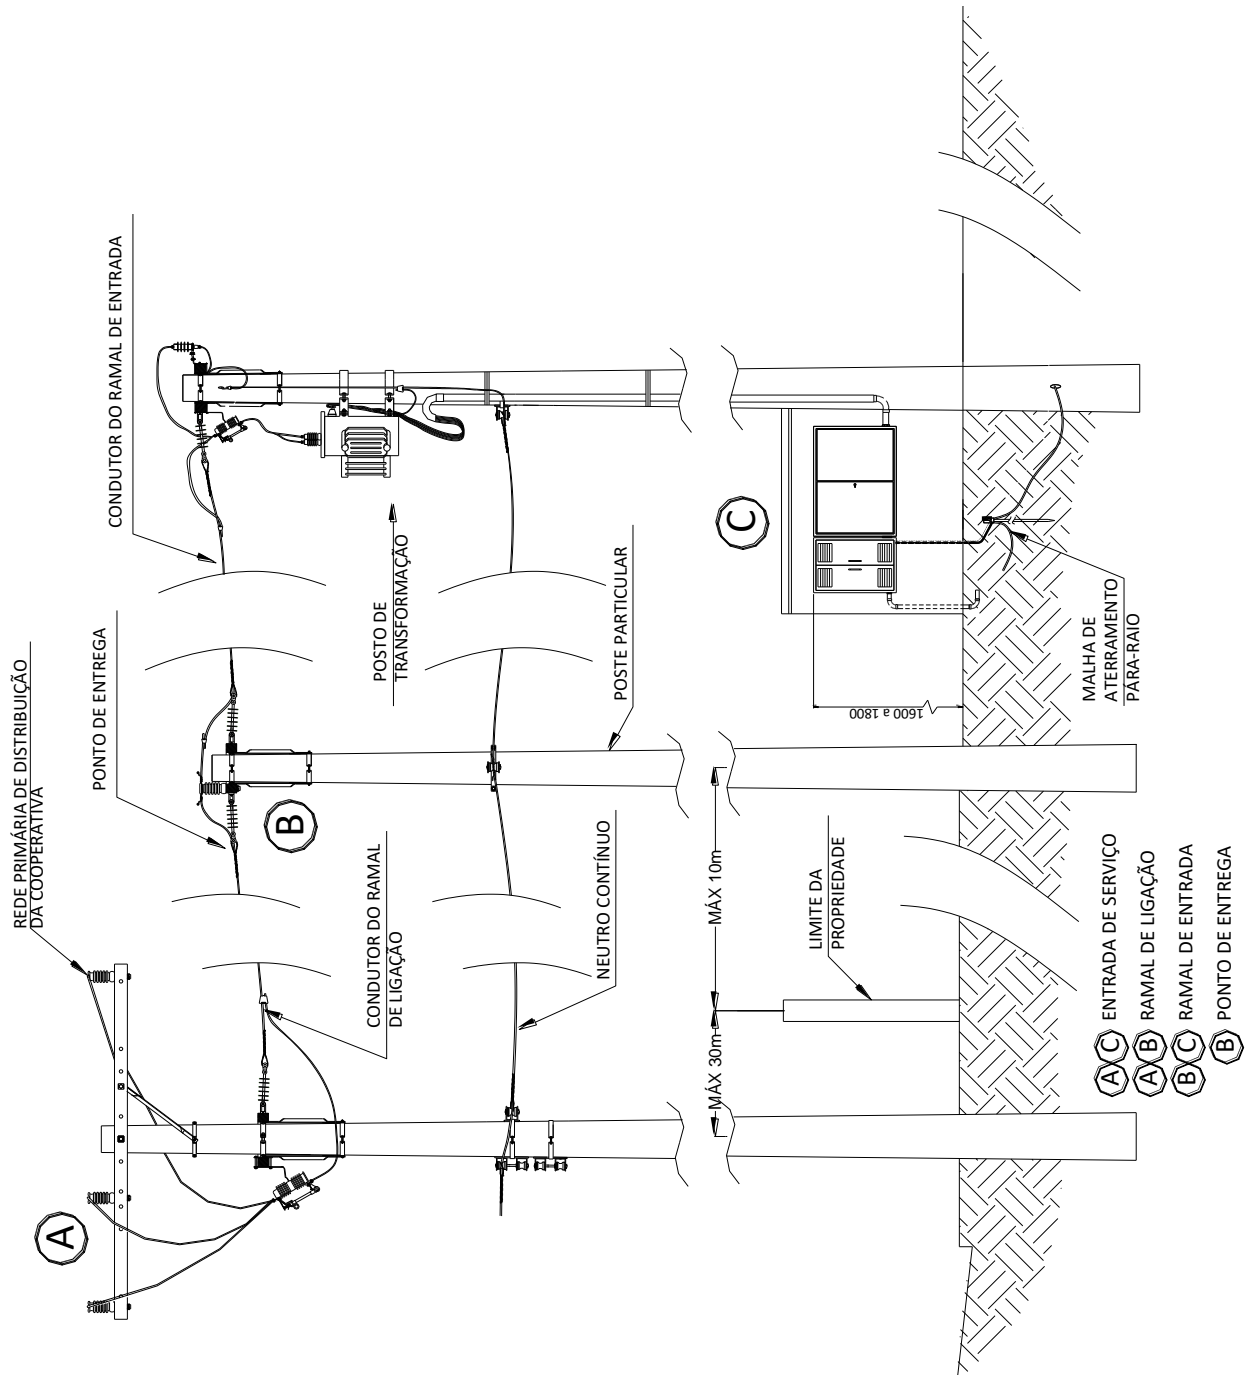 REDE PRIMÁRIA DE DISTRIBUIÇÃO
DA COOPERATIVA
A
CONDUTOR DO RAMAL
DE LIGAÇÃO
NEUTRO CONTÍNUO
PONTO DE ENTREGA
B
CONDUTOR DO RAMAL DE ENTRADA
POSTO DE
TRANSFORMAÇÃO
POSTE PARTICULAR
C
MÁX 30m
MÁX 10m
LIMITE DA
PROPRIEDADE
1600 a 1800
MALHA DE
ATERRAMENTO
PÁRA-RAIO
A C ENTRADA DE SERVIÇO
A B RAMAL DE LIGAÇÃO
B C RAMAL DE ENTRADA
B PONTO DE ENTREGA